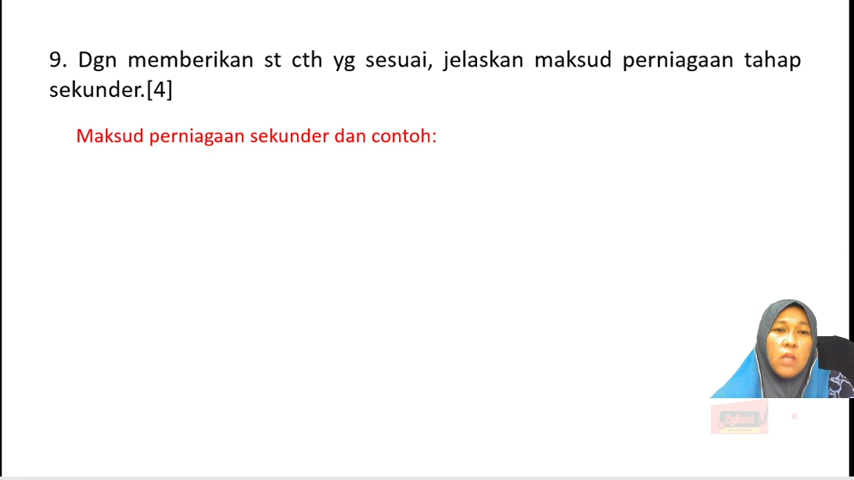 9. Dgn memberikan st cth yg sesuai, jelaskan maksud perniagaan tahap
sekunder.[4]
Maksud perniagaan sekunder dan contoh: